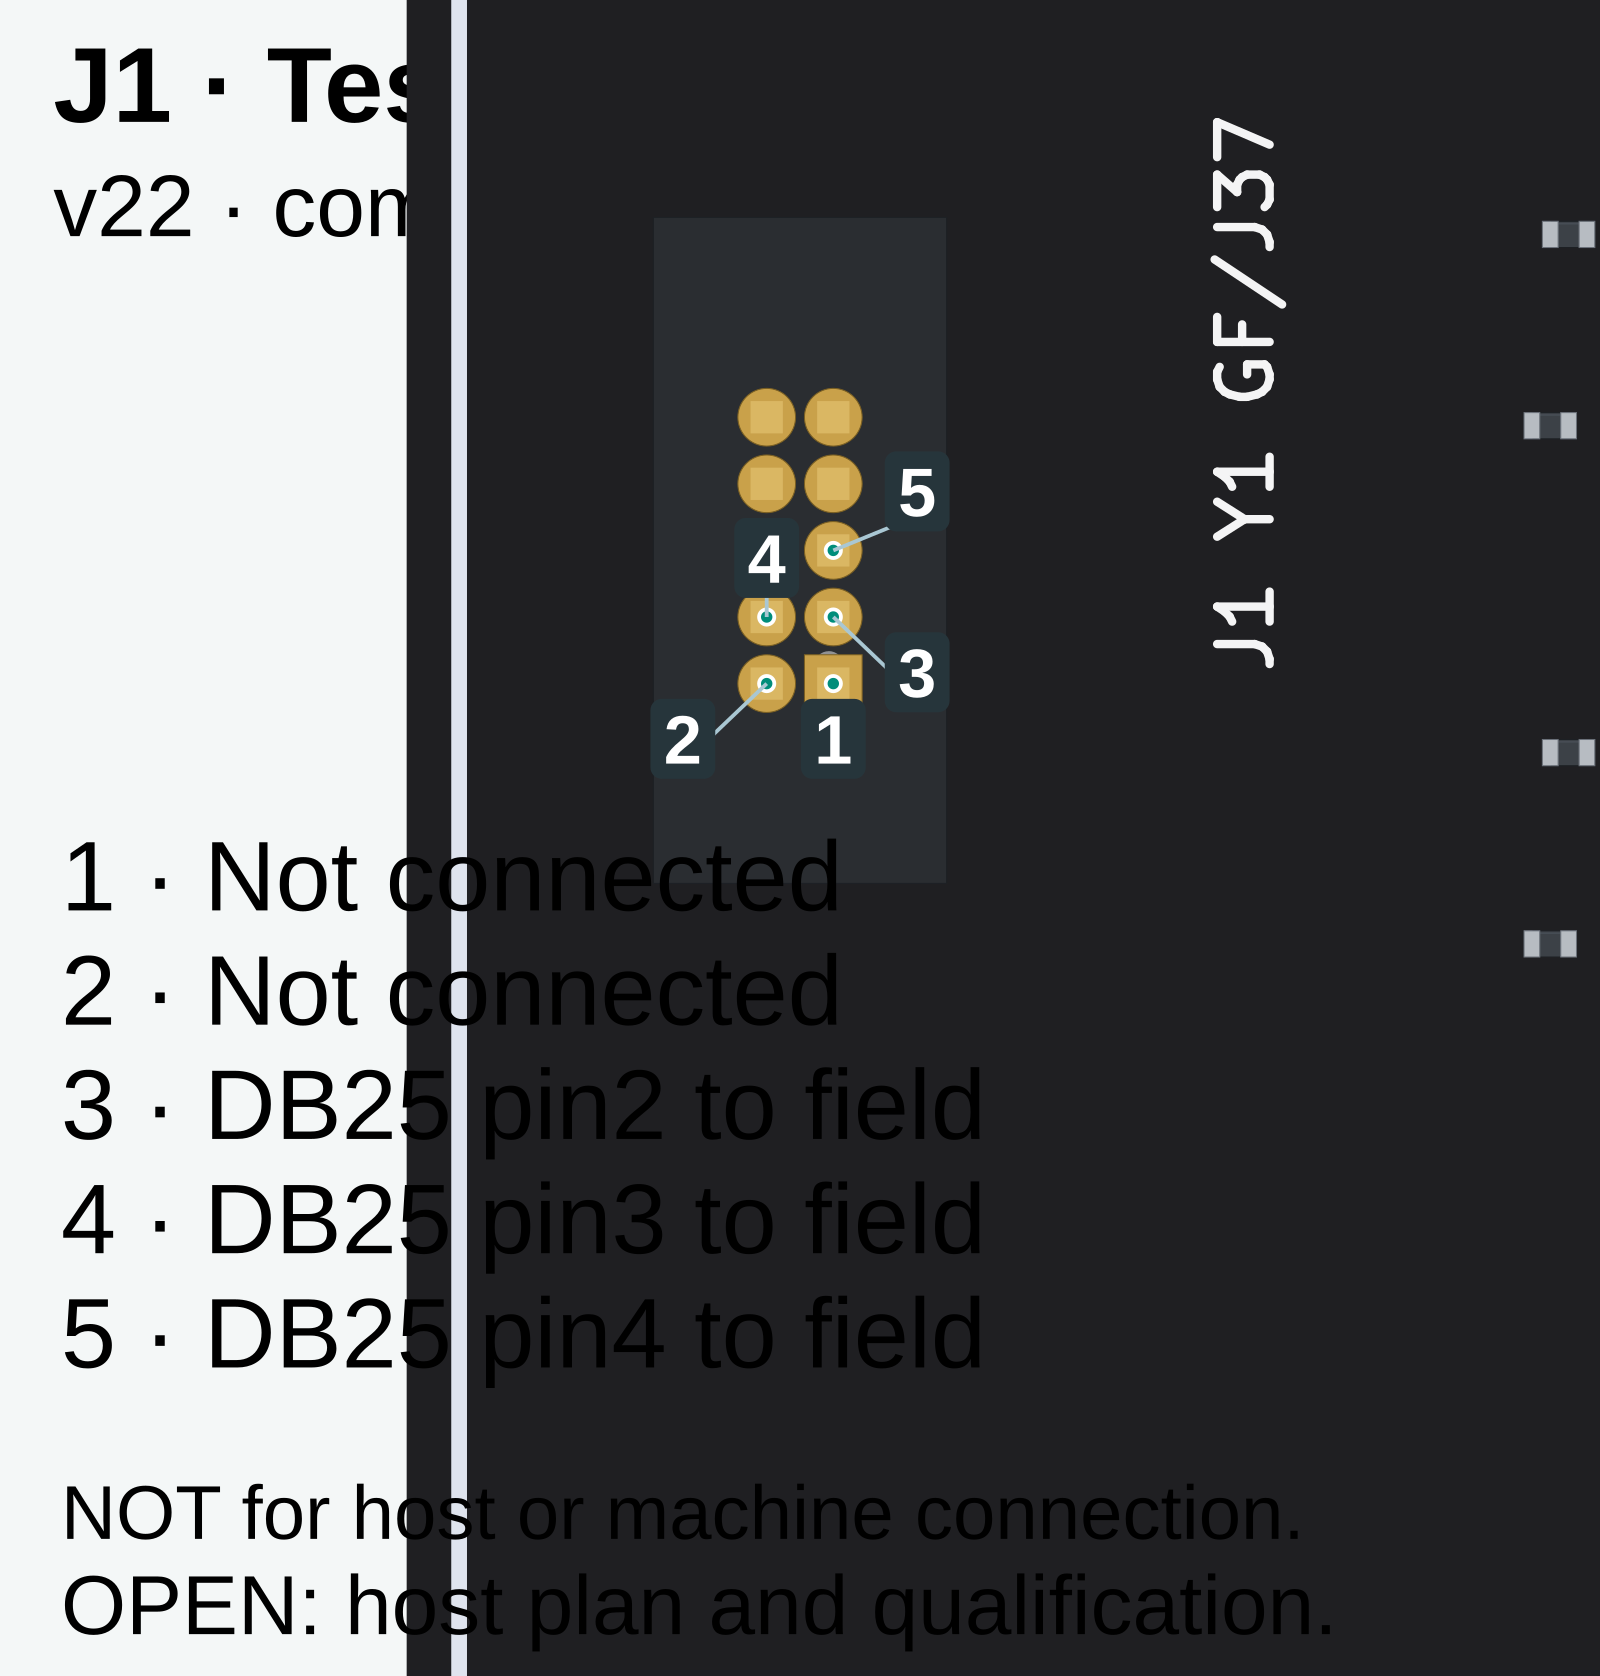 J1 · Tes
v22 · com
J1 Y1 GF/J37
5
4
3
2
1
1 · Not connected
2 · Not connected
3 · DB25 pin2 to field
4 · DB25 pin3 to field
5 · DB25 pin4 to field
NOT for host or machine connection.
OPEN: host plan and qualification.